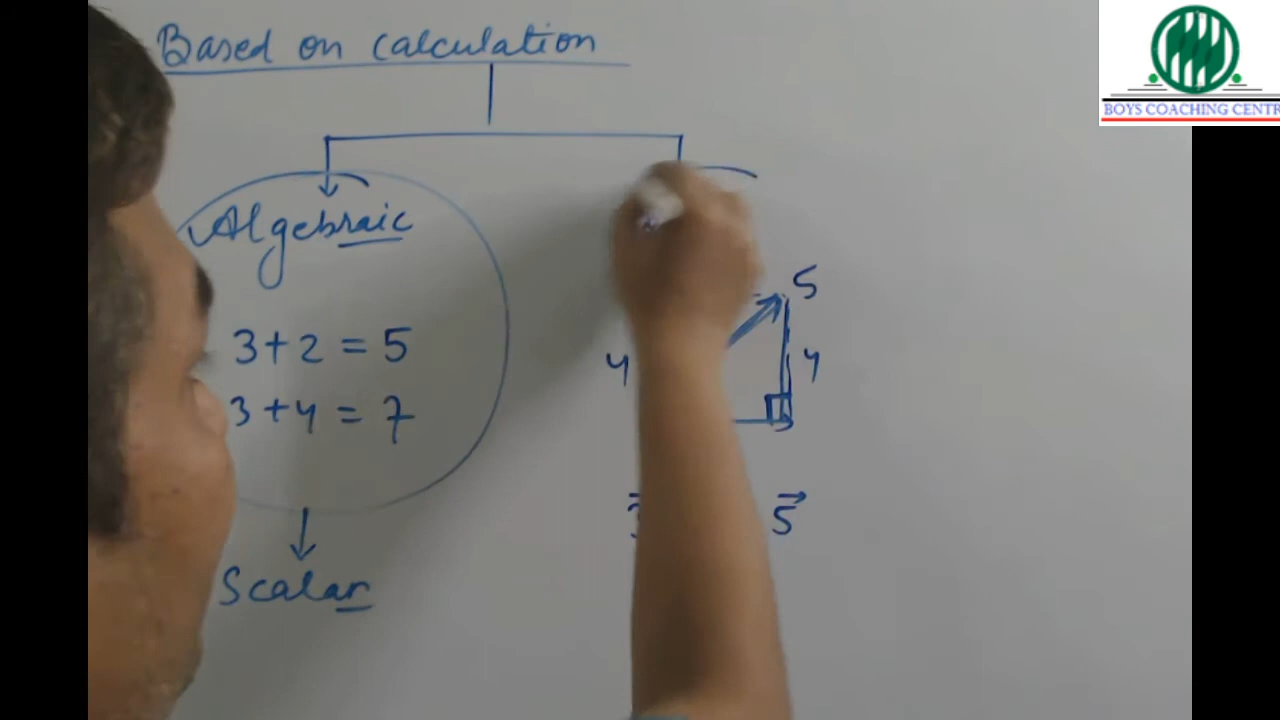 Based on calculation
Algebraic
5
3+2 = 5
4 4
3+4 = 7
5⃗
Scalar
BOYS COACHING CENTR